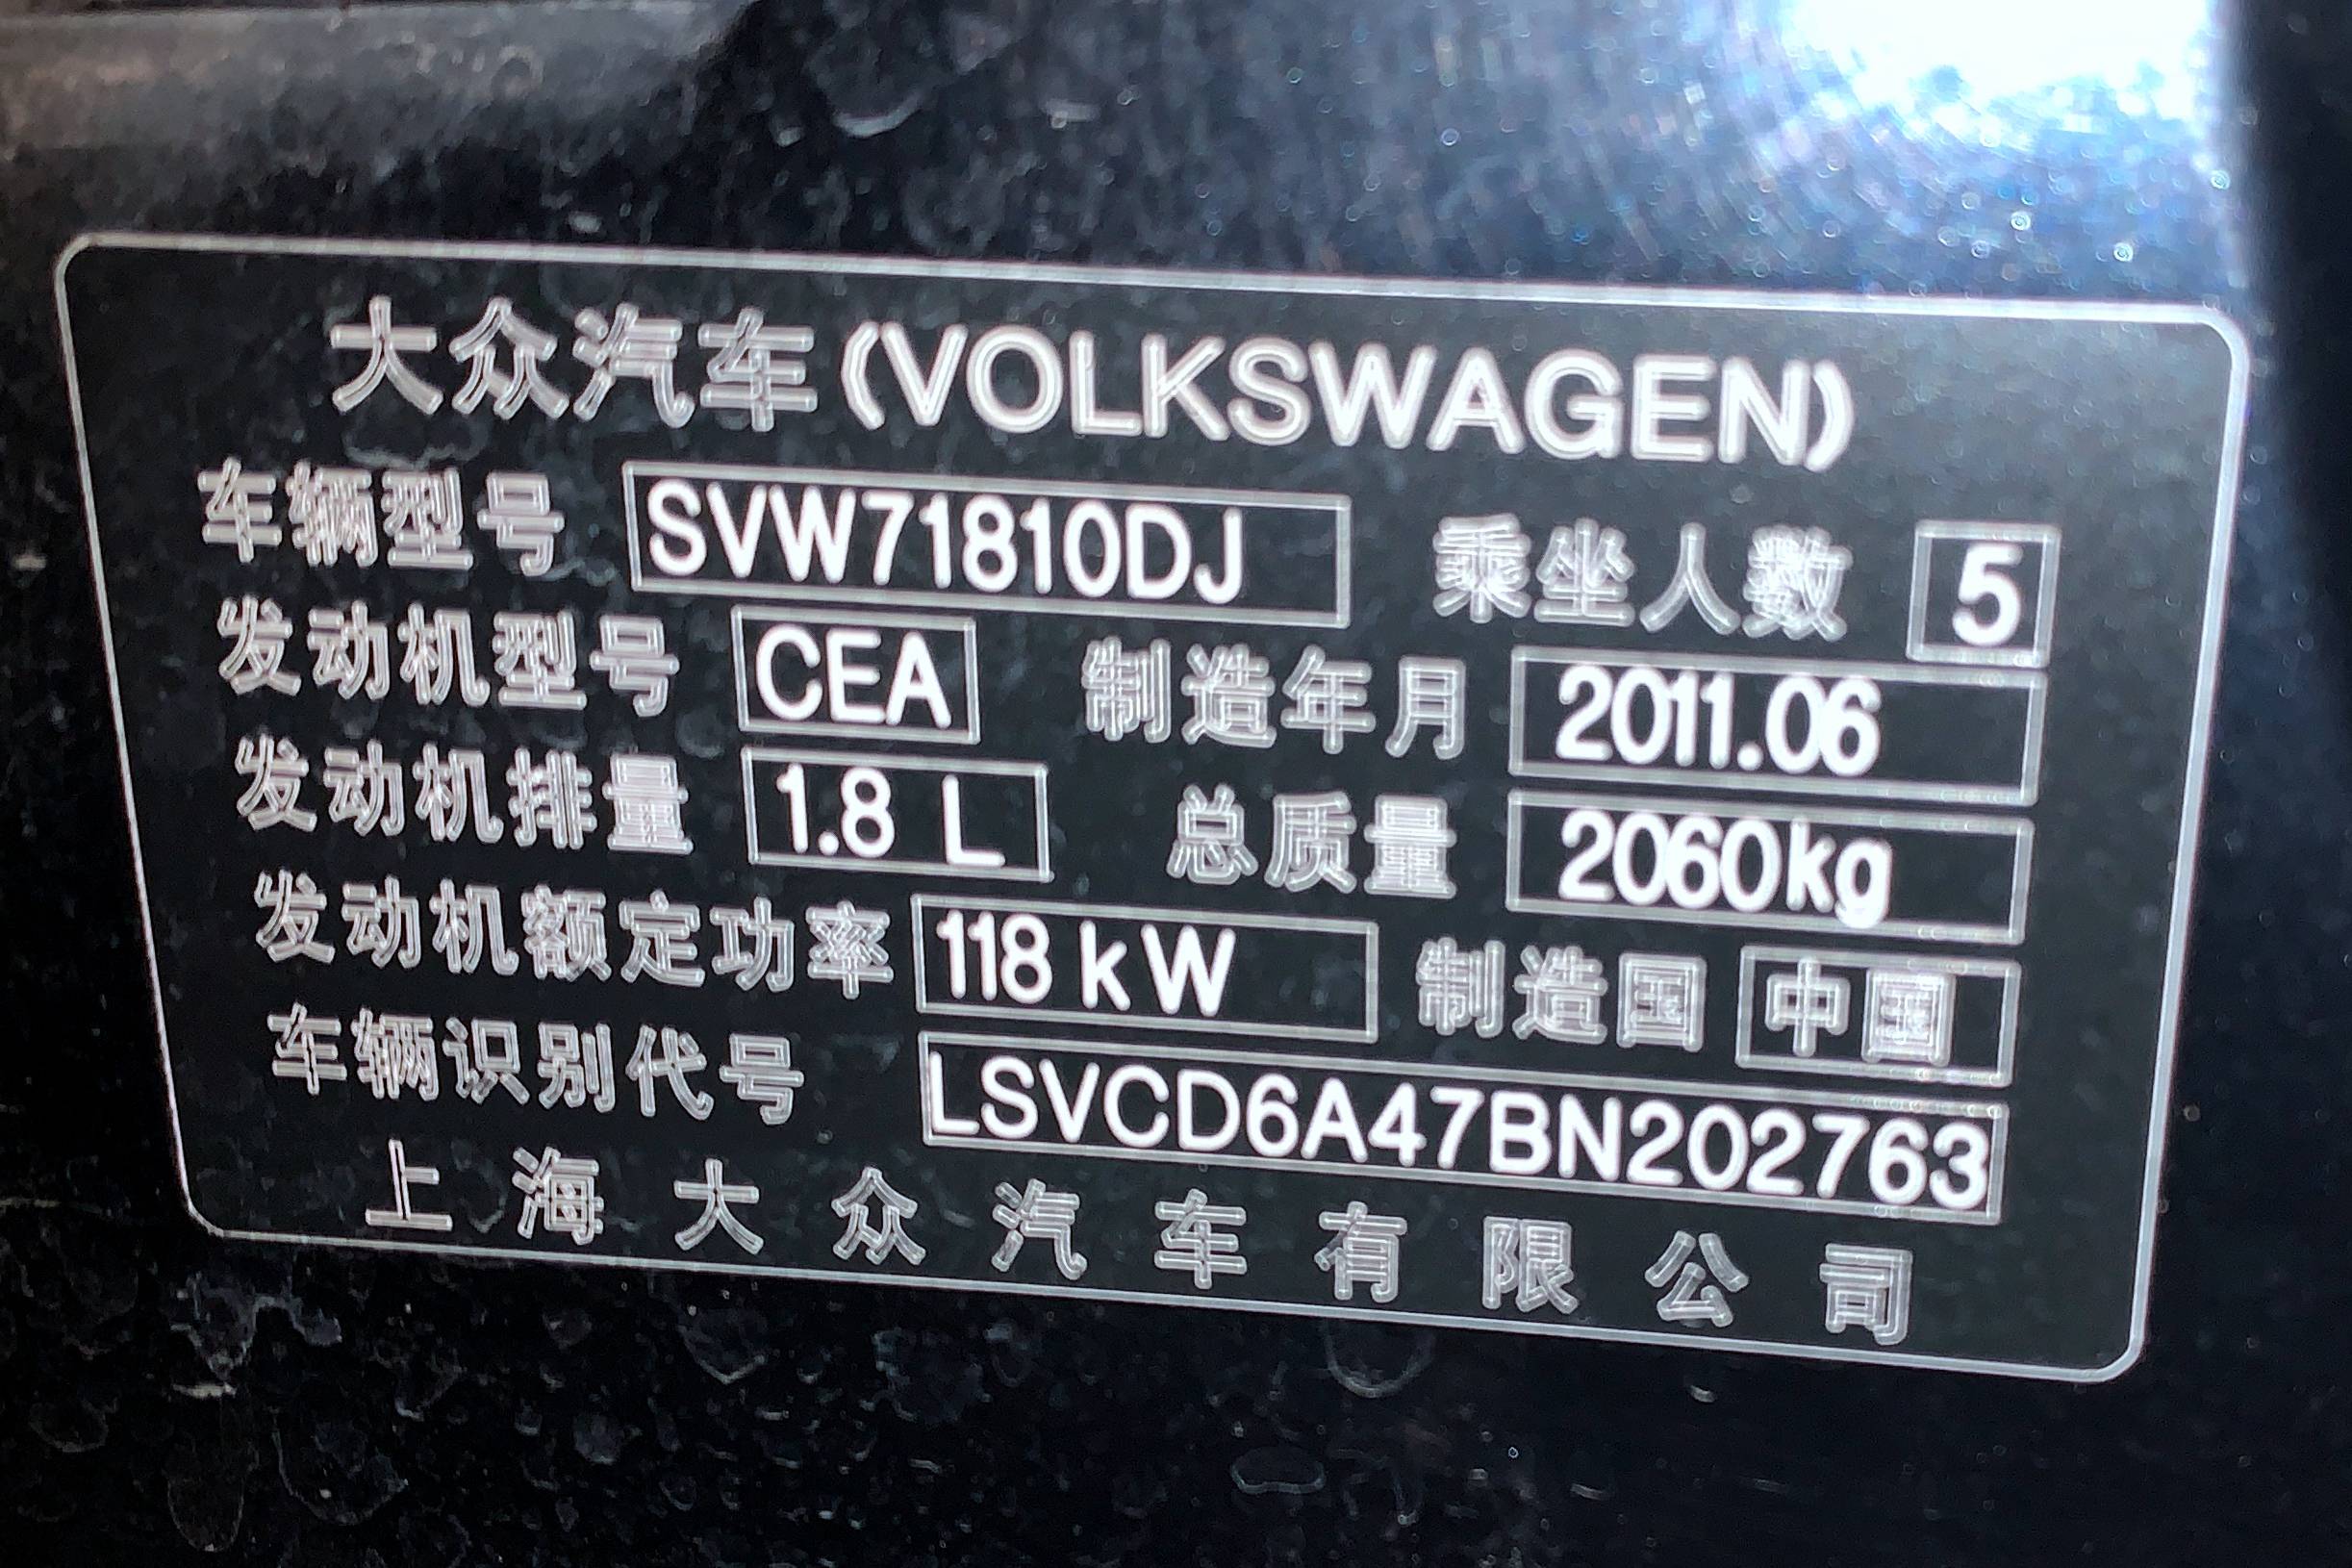 大众汽车(VOLKSWAGEN)
车辆型号 SVW71810DJ 乘坐人数 5
发动机型号 CEA 制造年月 2011.06
发动机排量 1.8 L 总质量 2060kg
发动机额定功率 118 kW 制造国 中国
车辆识别代号 LSVCD6A47BN202763
上海大众汽车有限公司